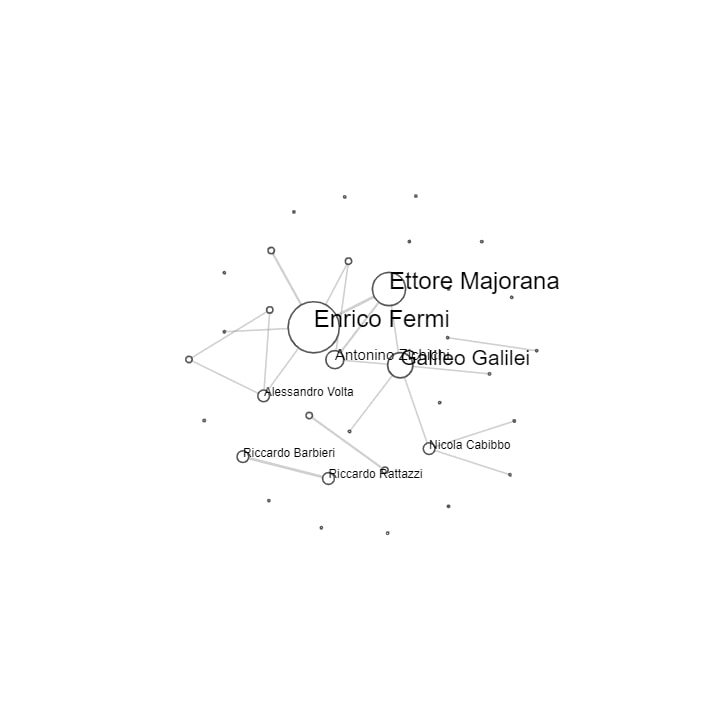 Ettore Majorana
Enrico Fermi
Antonino Zichichi
Galileo Galilei
Alessandro Volta
Nicola Cabibbo
Riccardo Barbieri
Riccardo Rattazzi